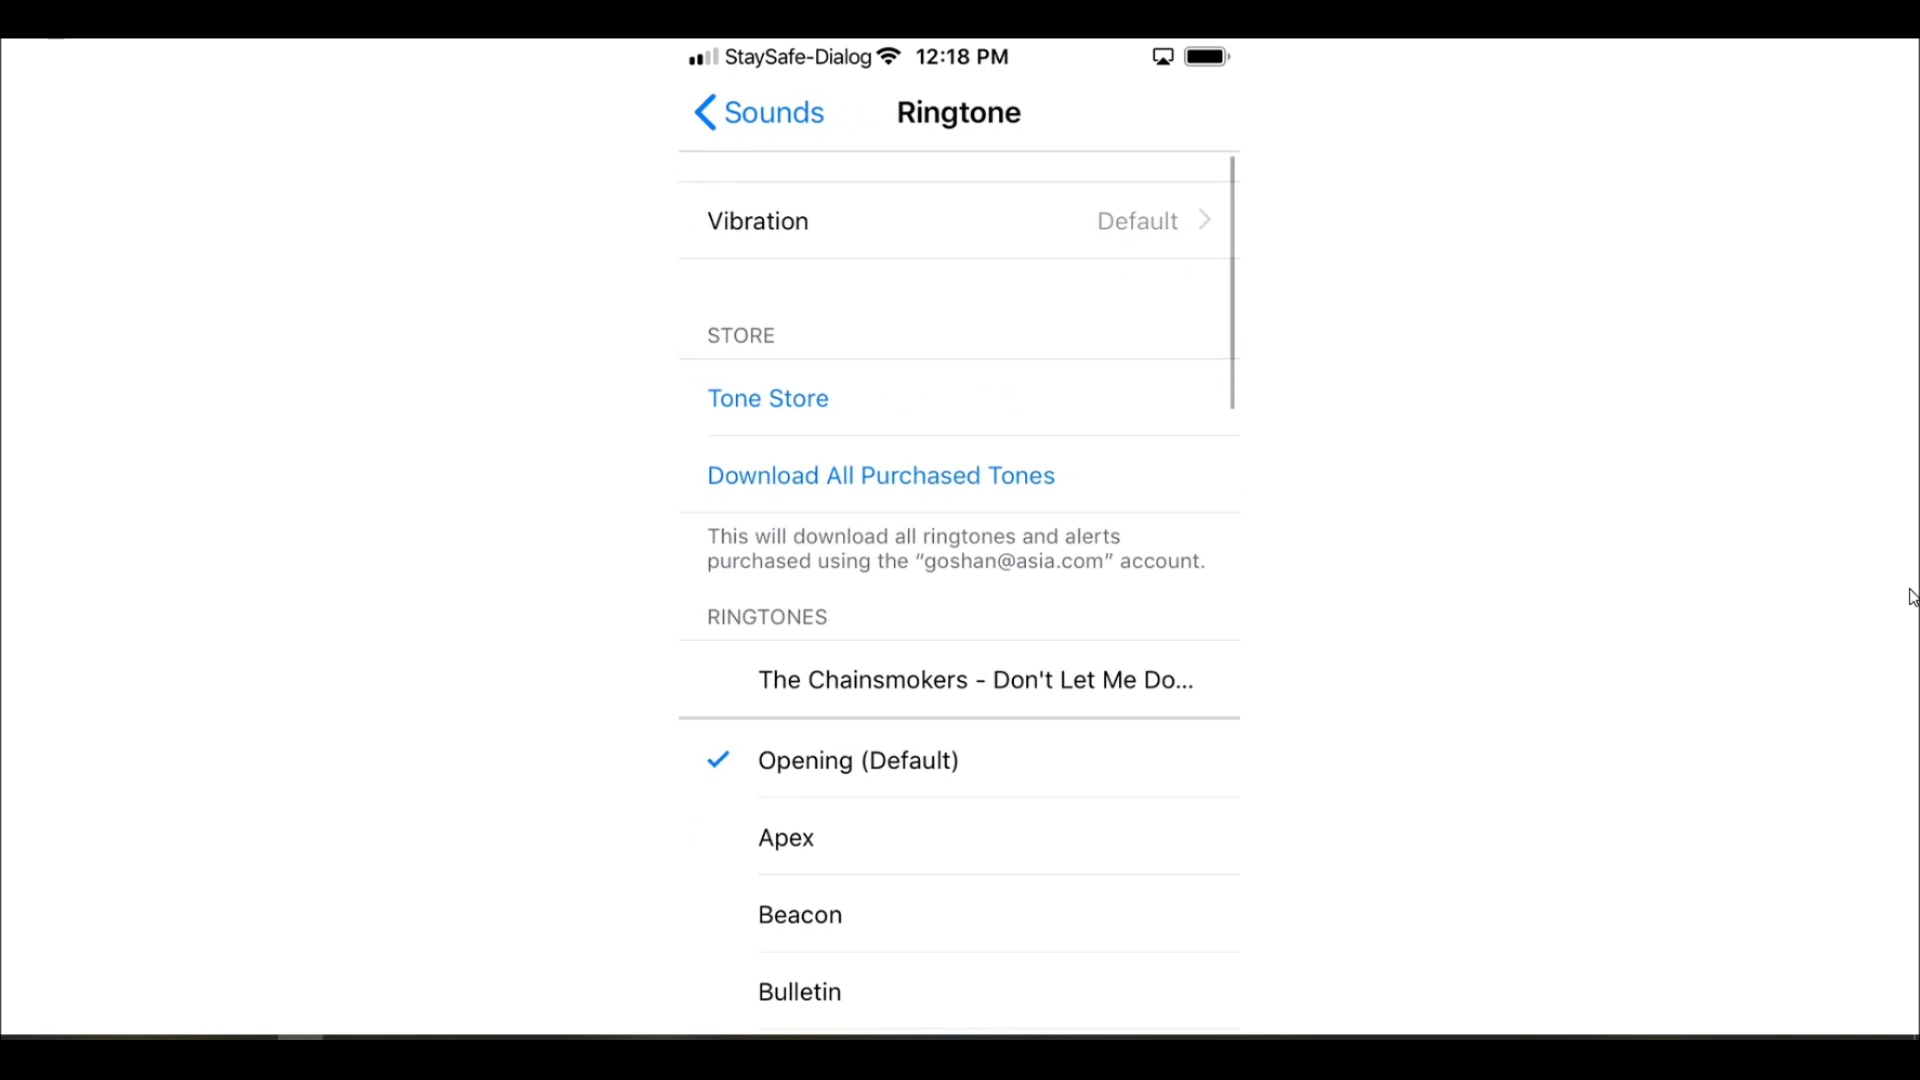 StaySafe-Dialog 12:18 PM
Sounds Ringtone
Vibration Default
STORE
Tone Store
Download All Purchased Tones
This will download all ringtones and alerts
purchased using the “goshan@asia.com” account.
RINGTONES
The Chainsmokers - Don't Let Me Do...
Opening (Default)
Apex
Beacon
Bulletin